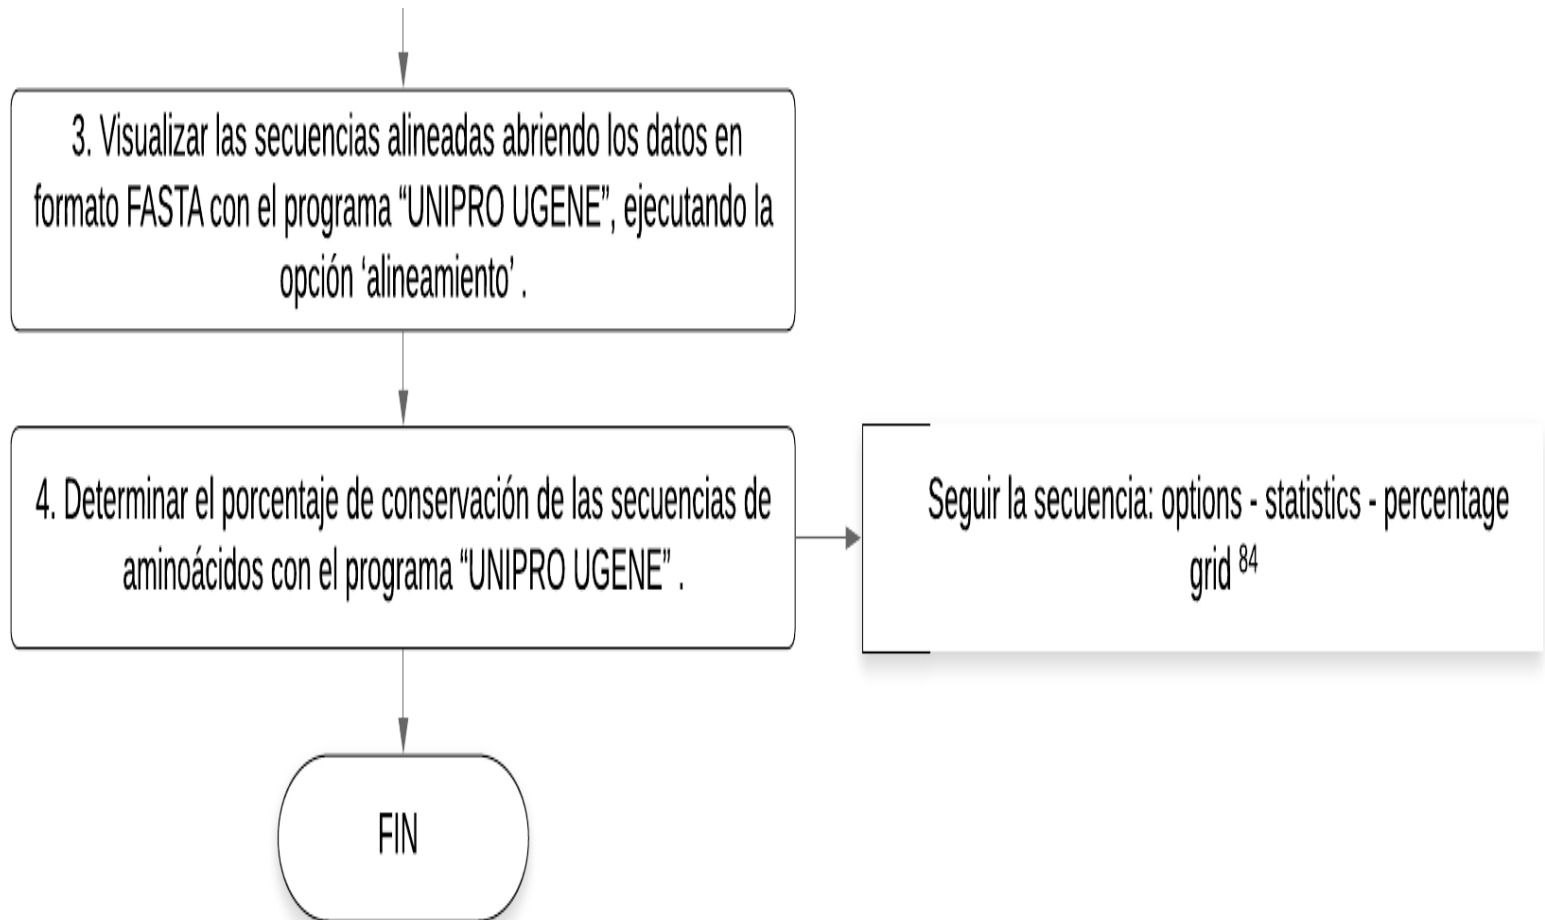 3. Visualizar las secuencias alineadas abriendo los datos en
formato FASTA con el programa “UNIPRO UGENE”, ejecutando la
opción ‘alineamiento’ .
4. Determinar el porcentaje de conservación de las secuencias de
aminoácidos con el programa “UNIPRO UGENE” .
Seguir la secuencia: options - statistics - percentage
grid 84
FIN